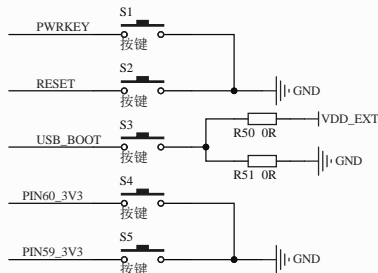 S1
PWRKEY
按键
S2
RESET
GND
按键
VDD_EXT
S3
R50 0R
USB_BOOT
按键
GND
R51 0R
S4
PIN60_3V3
按键
S5
PIN59_3V3
GND
按键